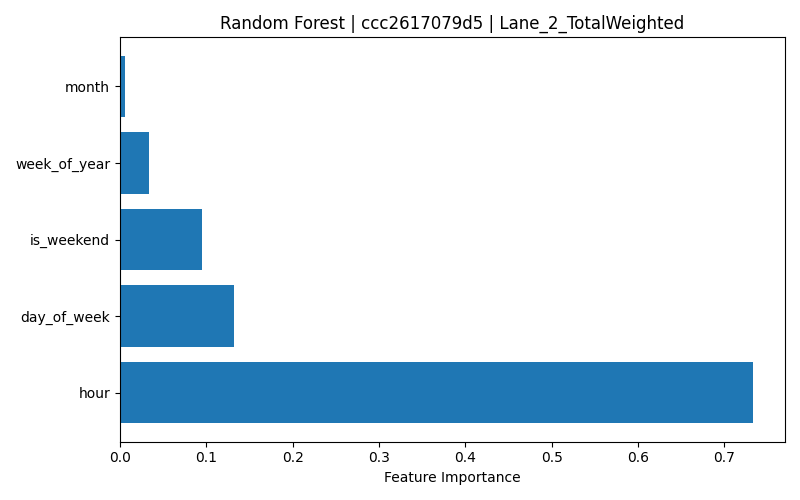 Random Forest | ccc2617079d5 | Lane_2_TotalWeighted
month
week_of_year
is_weekend
day_of_week
hour
0.0 0.1 0.2 0.3 0.4 0.5 0.6 0.7
Feature Importance